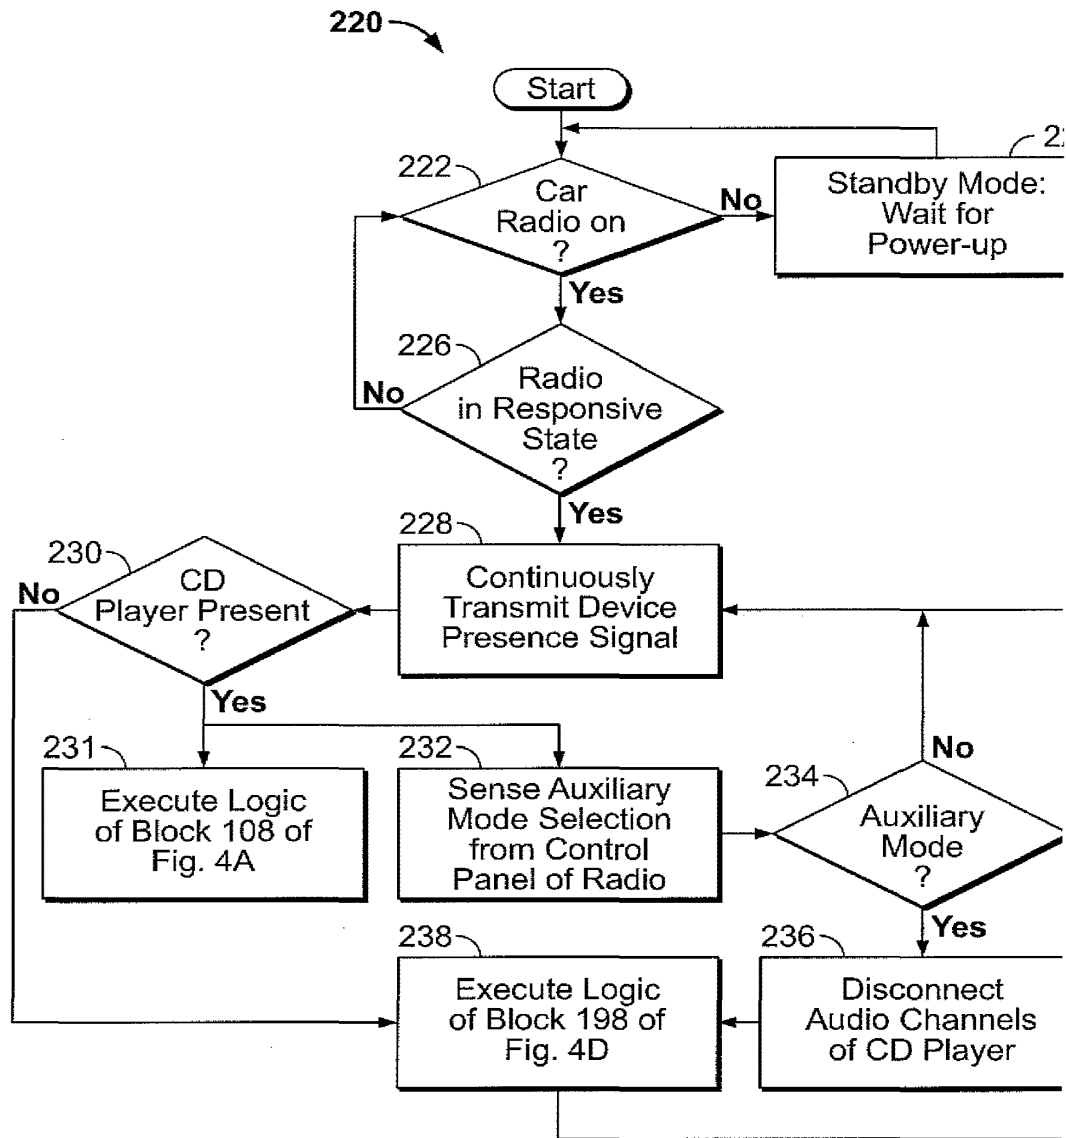 220
Start
222
Car
Radio on
?
No
Standby Mode:
Wait for
Power-up
Yes
226
Radio
in Responsive
State
?
No
Yes
228
Continuously
Transmit Device
Presence Signal
230
CD
Player Present
?
No
Yes
231
Execute Logic
of Block 108 of
Fig. 4A
232
Sense Auxiliary
Mode Selection
from Control
Panel of Radio
234
Auxiliary
Mode
?
No
Yes
236
Disconnect
Audio Channels
of CD Player
238
Execute Logic
of Block 198 of
Fig. 4D